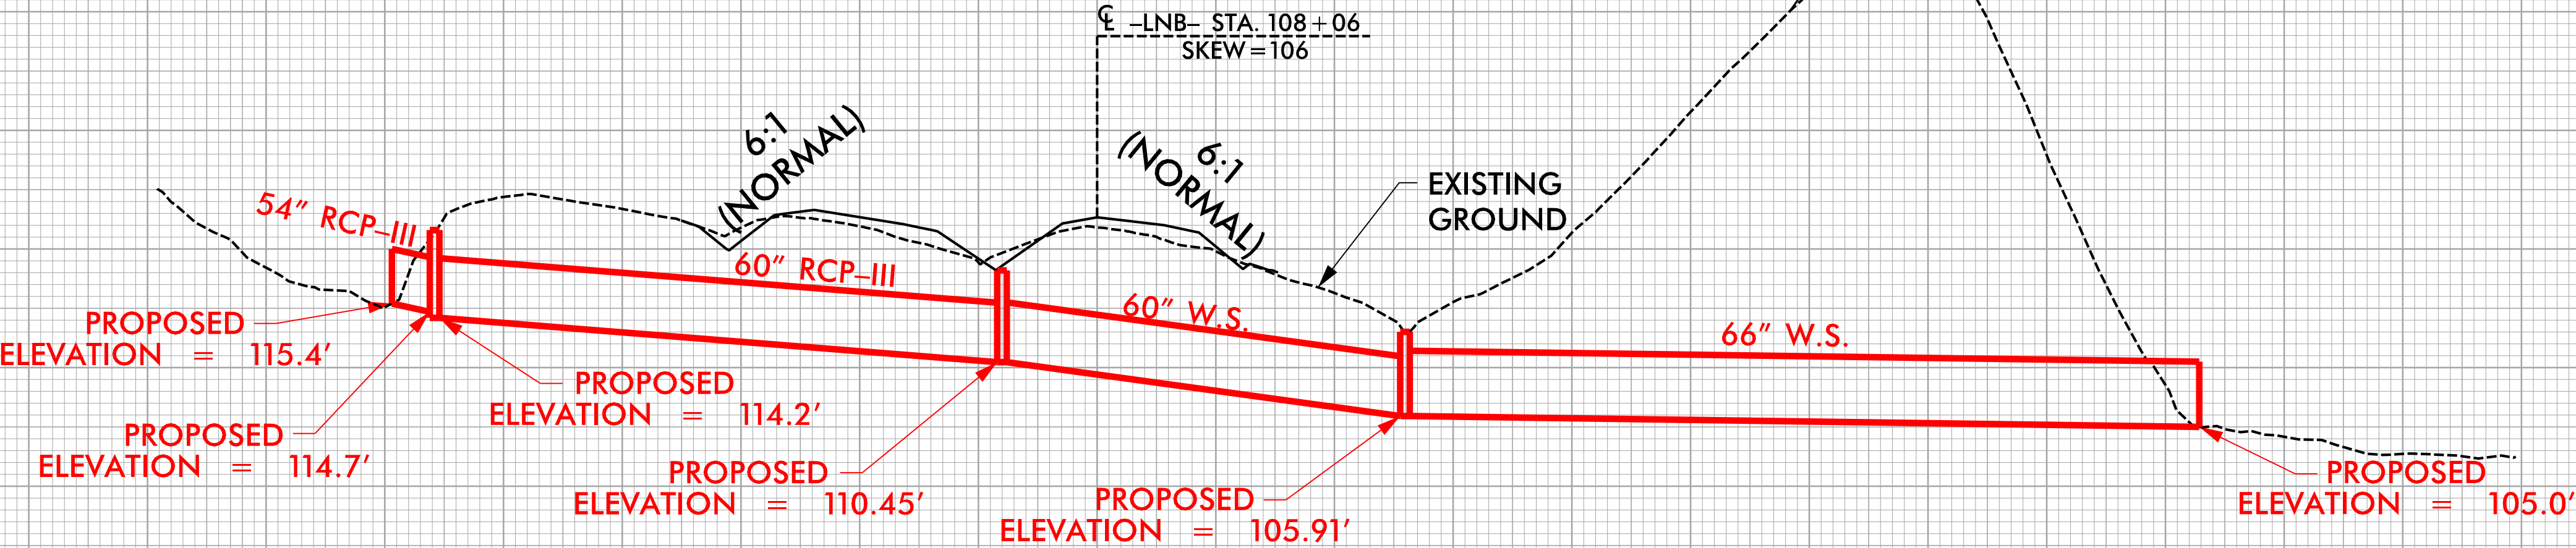 ℄ –LNB– STA. 108+06
SKEW=106
6:1
(NORMAL)
6:1
(NORMAL)
EXISTING
GROUND
54″ RCP–III
60″ RCP–III
60″ W.S.
66″ W.S.
PROPOSED
ELEVATION = 115.4′
PROPOSED
ELEVATION = 114.7′
PROPOSED
ELEVATION = 114.2′
PROPOSED
ELEVATION = 110.45′
PROPOSED
ELEVATION = 105.91′
PROPOSED
ELEVATION = 105.0′